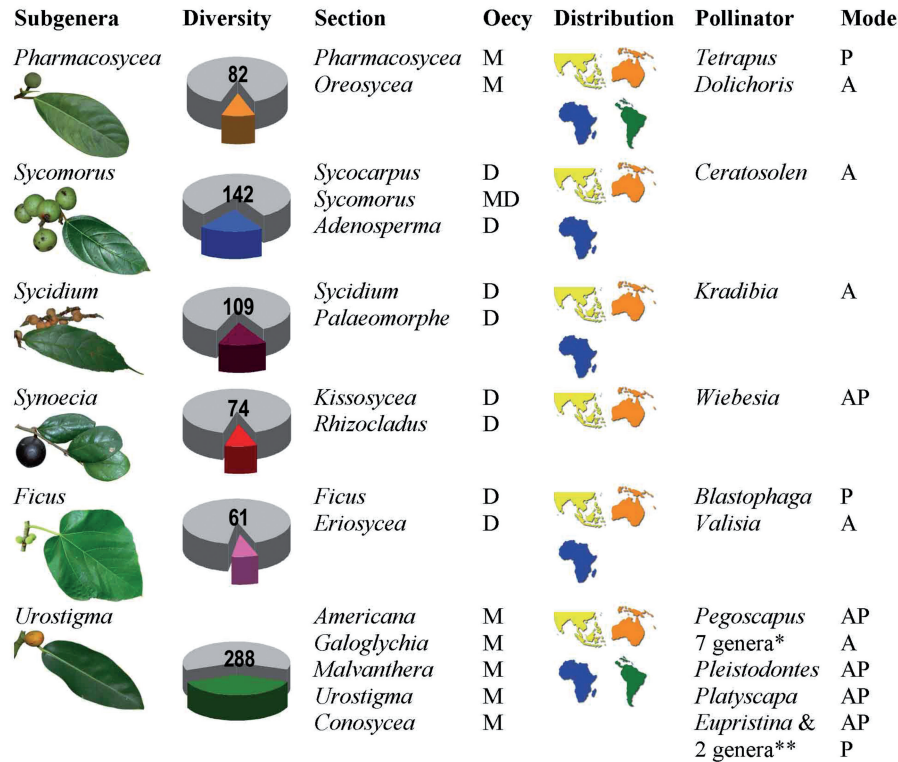 Subgenera Diversity Section Oecy Distribution Pollinator Mode
Pharmacosycea 82 Pharmacosycea M Tetrapus P
Oreosycea M Dolichoris A
Sycomorus 142 Sycocarpus D Ceratosolen A
Sycomorus MD
Adenosperma D
Sycidium 109 Sycidium D Kradibia A
Palaeomorphe D
Synoecia 74 Kissosycea D Wiebesia AP
Rhizocladus D
Ficus 61 Ficus D Blastophaga P
Eriosycea D Valisia A
Urostigma 288 Americana M Pegoscapus AP
Galoglychia M 7 genera* A
Malvanthera M Pleistodontes AP
Urostigma M Platyscapa AP
Conosycea M Eupristina & AP
2 genera** P